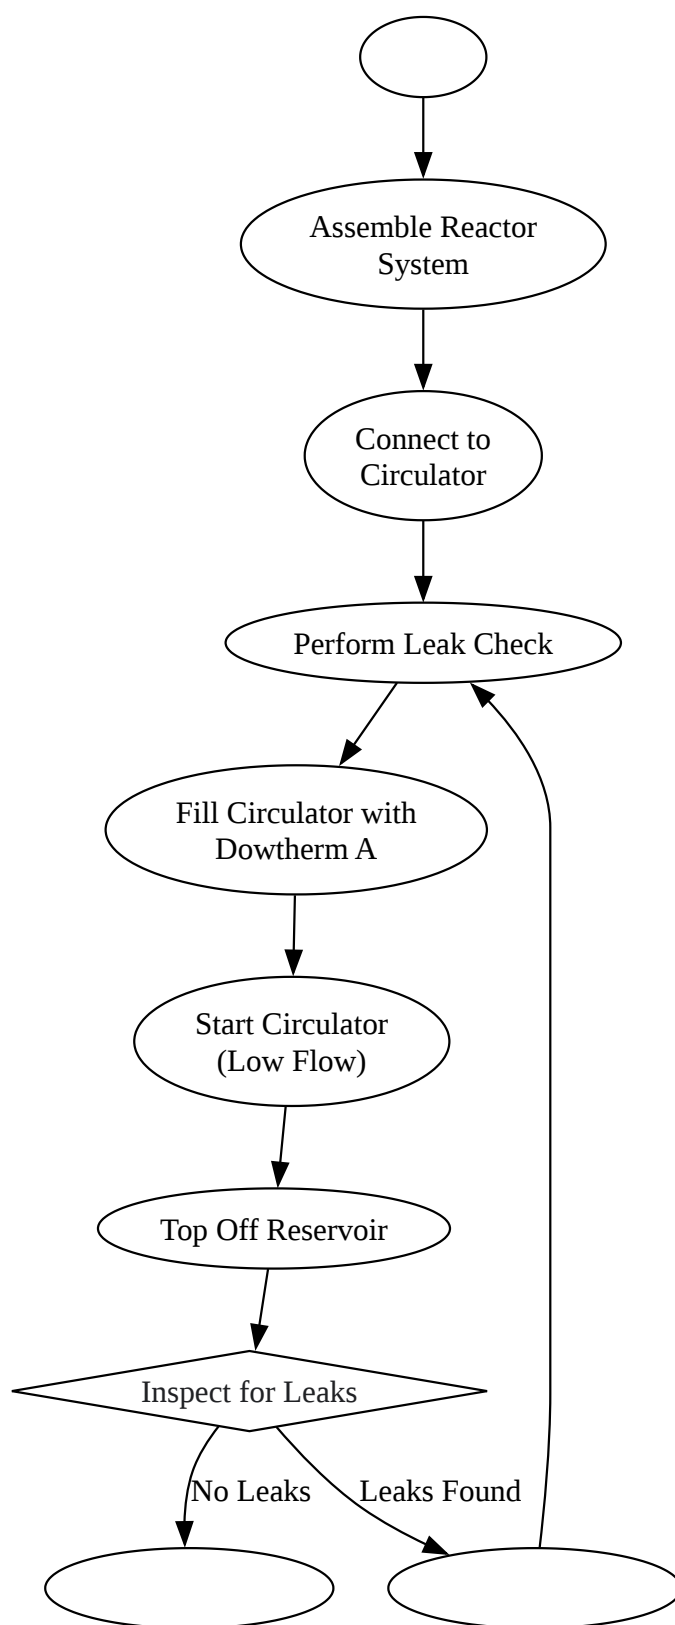 Assemble Reactor
System
Connect to
Circulator
Perform Leak Check
Fill Circulator with
Dowtherm A
Start Circulator
(Low Flow)
Top Off Reservoir
Inspect for Leaks
No Leaks
Leaks Found